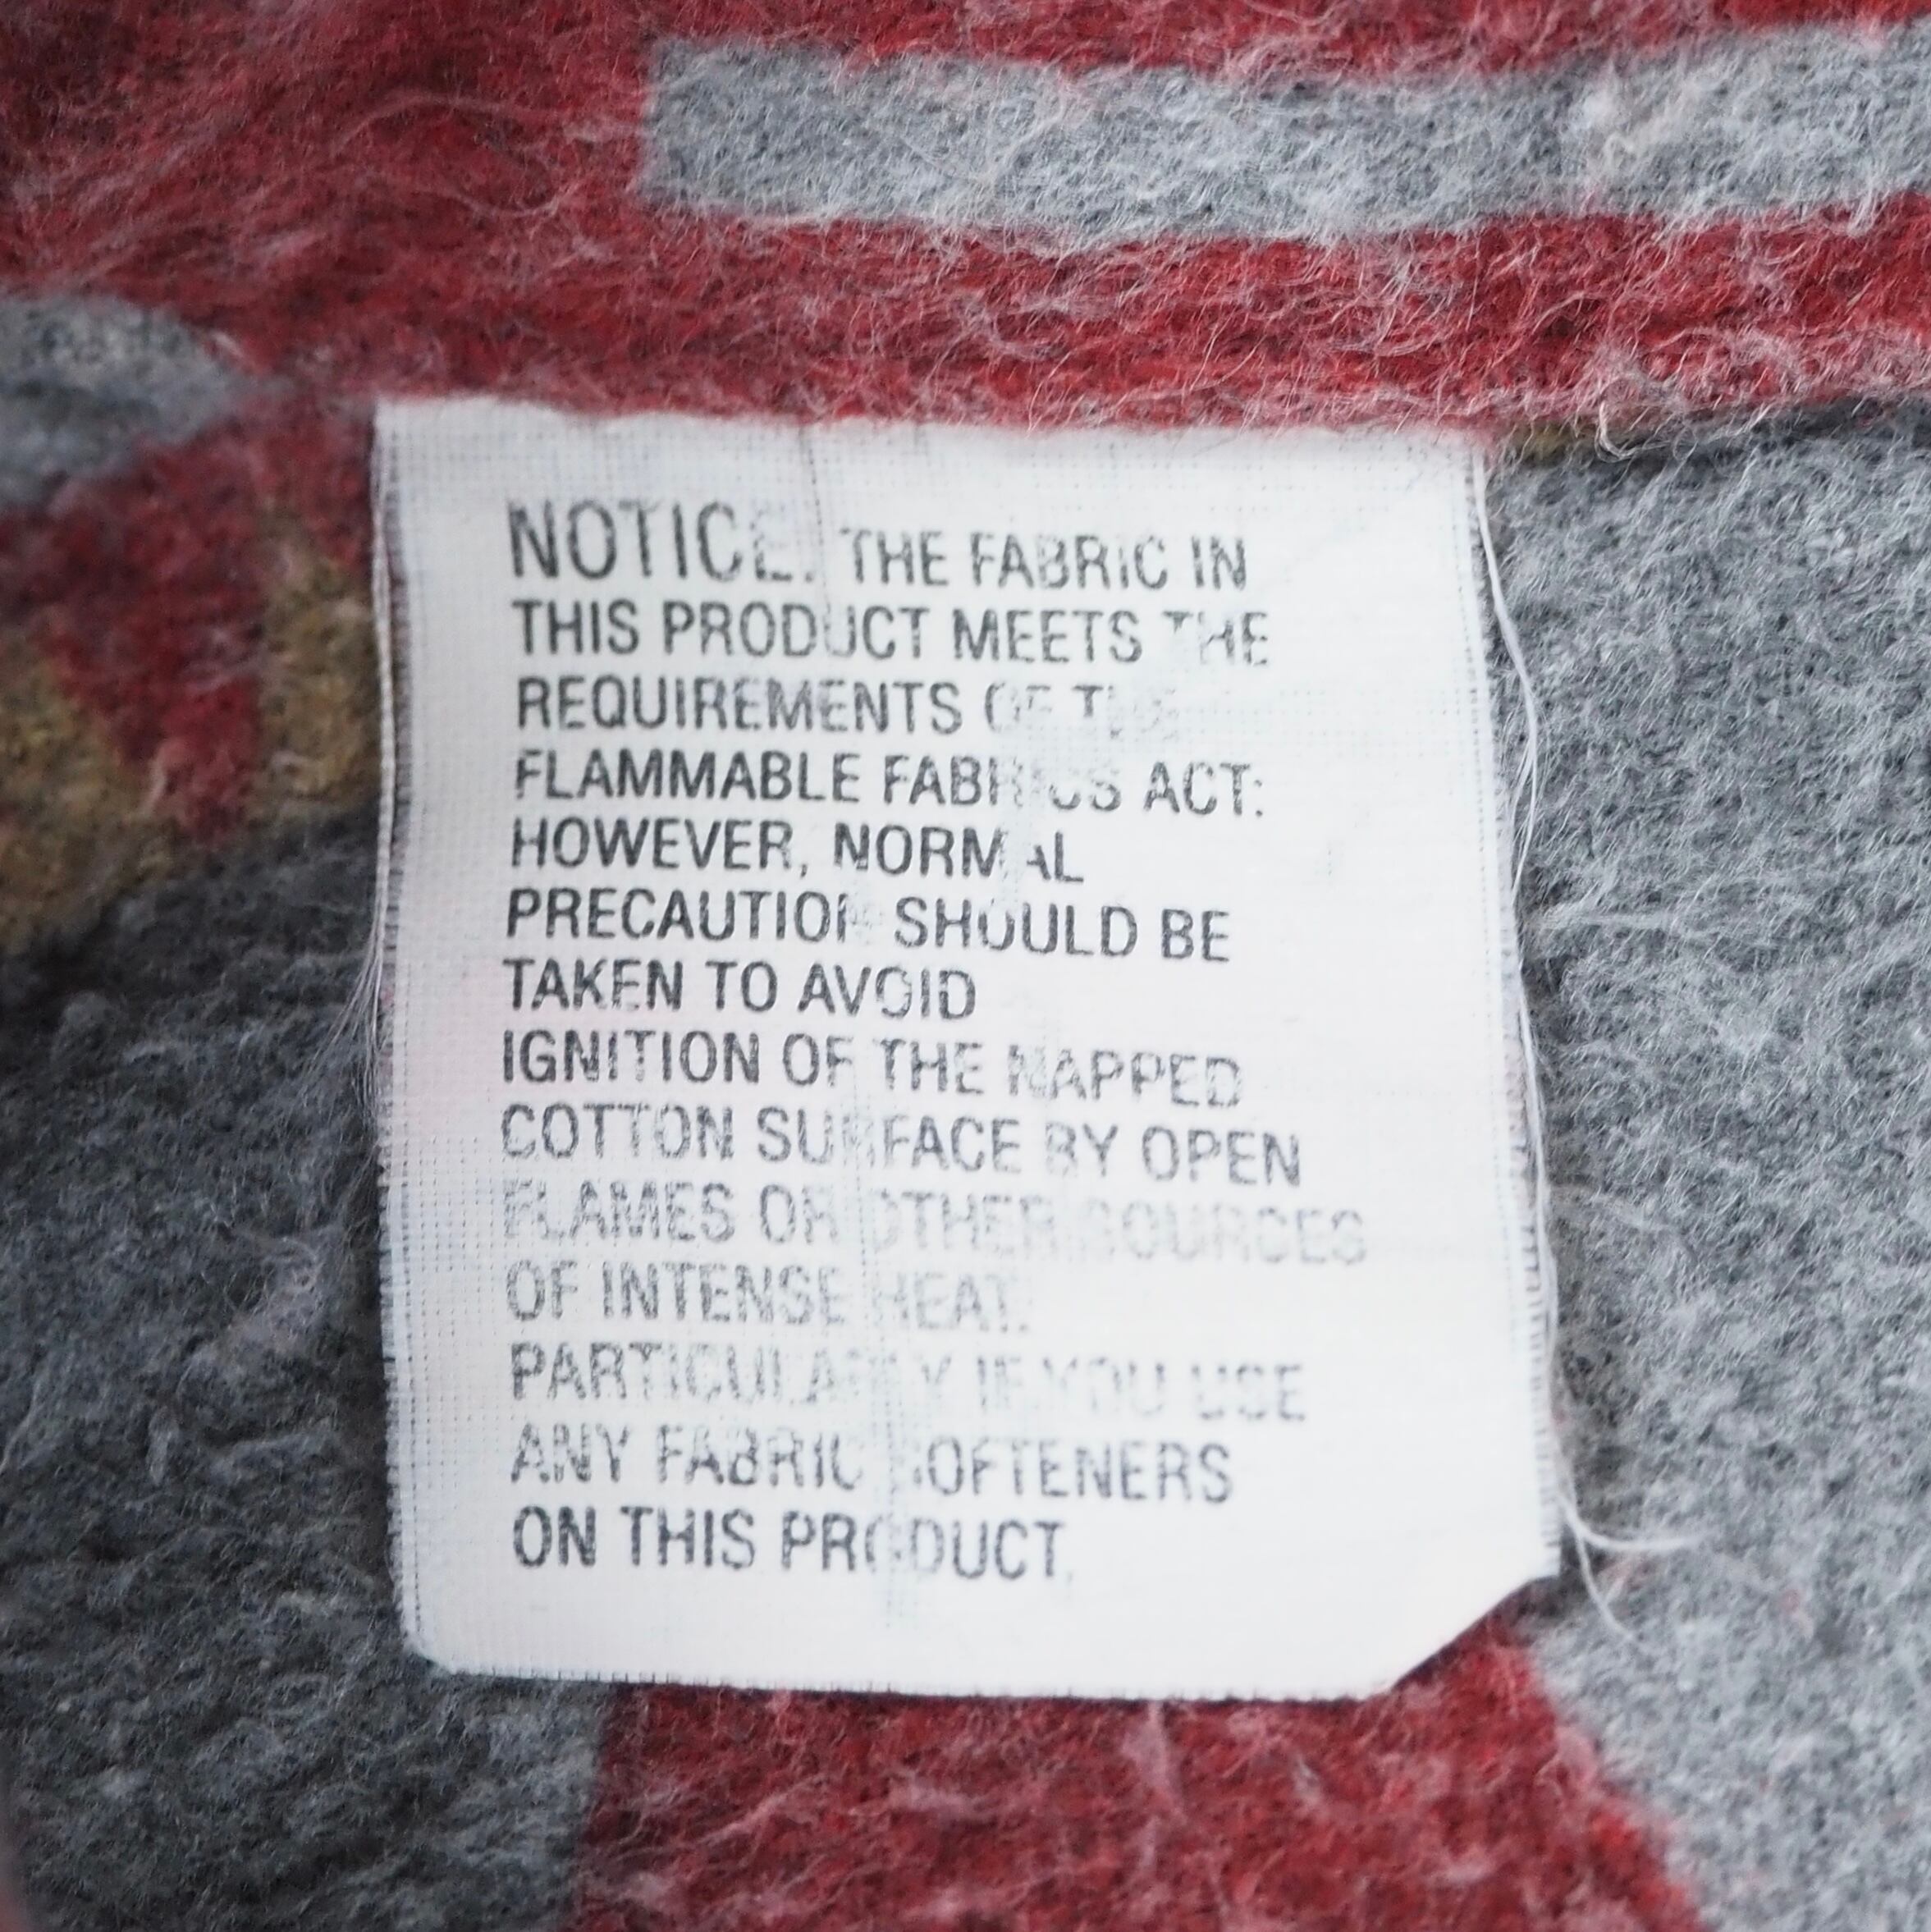 NOTICE: THE FABRIC IN
THIS PRODUCT MEETS THE
REQUIREMENTS OF THE
FLAMMABLE FABRICS ACT:
HOWEVER, NORMAL
PRECAUTION SHOULD BE
TAKEN TO AVOID
IGNITION OF THE NAPPED
COTTON SURFACE BY OPEN
FLAMES OR OTHER SOURCES
OF INTENSE HEAT.
PARTICULARLY IF YOU USE
ANY FABRIC SOFTENERS
ON THIS PRODUCT.